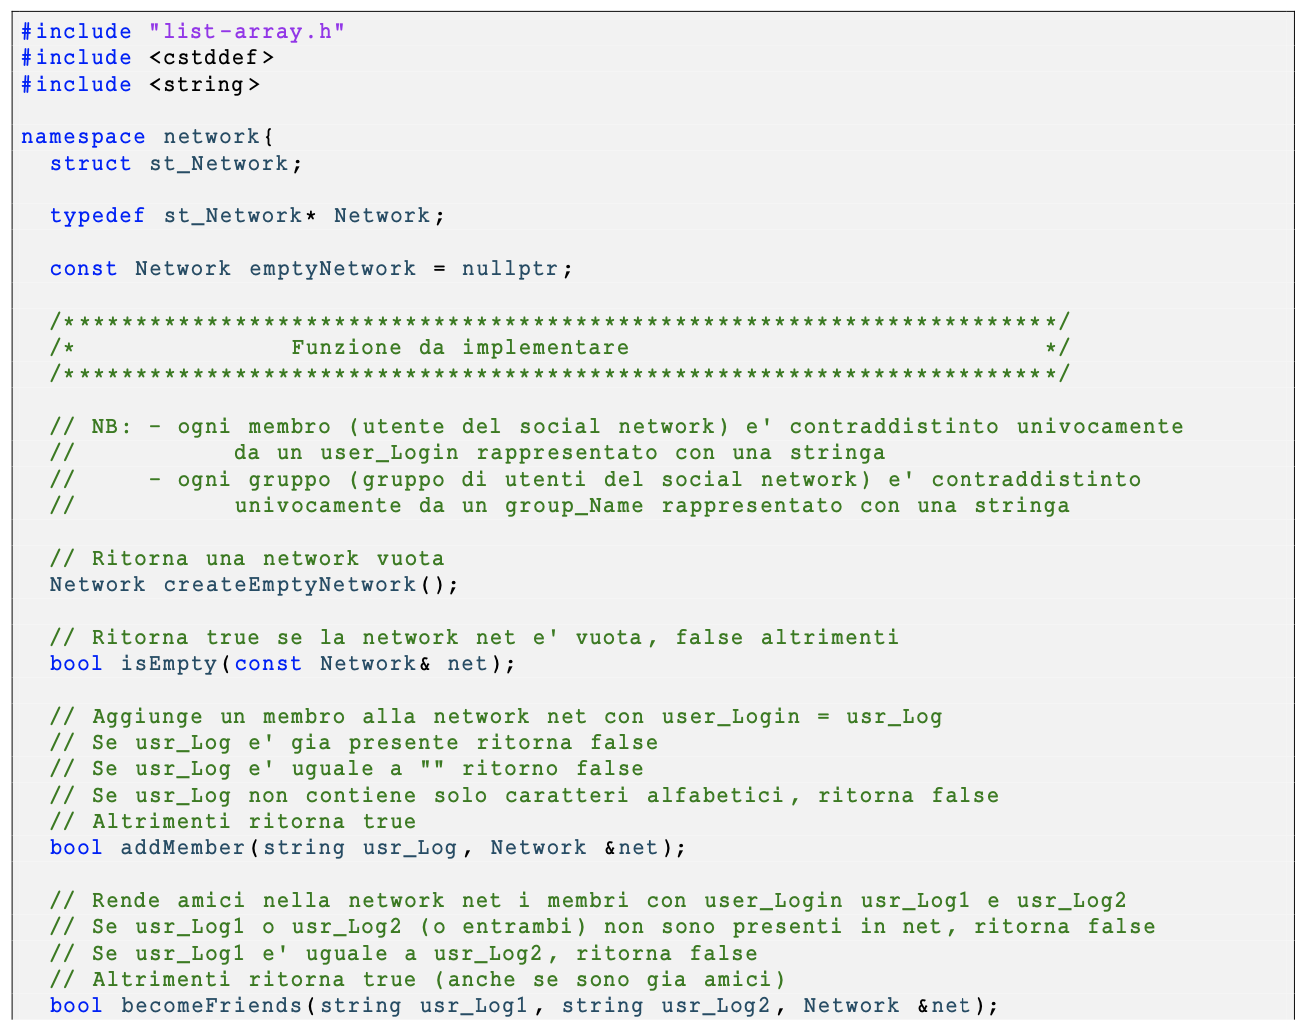 #include "list-array.h"
#include <cstddef>
#include <string>
namespace network{
struct st_Network;
typedef st_Network* Network;
const Network emptyNetwork = nullptr;
/**********************************************************************/
/*               Funzione da implementare                             */
/**********************************************************************/
// NB: - ogni membro (utente del social network) e' contraddistinto univocamente
//           da un user_Login rappresentato con una stringa
//     - ogni gruppo (gruppo di utenti del social network) e' contraddistinto
//           univocamente da un group_Name rappresentato con una stringa
// Ritorna una network vuota
Network createEmptyNetwork();
// Ritorna true se la network net e' vuota, false altrimenti
bool isEmpty(const Network& net);
// Aggiunge un membro alla network net con user_Login = usr_Log
// Se usr_Log e' gia presente ritorna false
// Se usr_Log e' uguale a "" ritorno false
// Se usr_Log non contiene solo caratteri alfabetici, ritorna false
// Altrimenti ritorna true
bool addMember(string usr_Log, Network &net);
// Rende amici nella network net i membri con user_Login usr_Log1 e usr_Log2
// Se usr_Log1 o usr_Log2 (o entrambi) non sono presenti in net, ritorna false
// Se usr_Log1 e' uguale a usr_Log2, ritorna false
// Altrimenti ritorna true (anche se sono gia amici)
bool becomeFriends(string usr_Log1, string usr_Log2, Network &net);